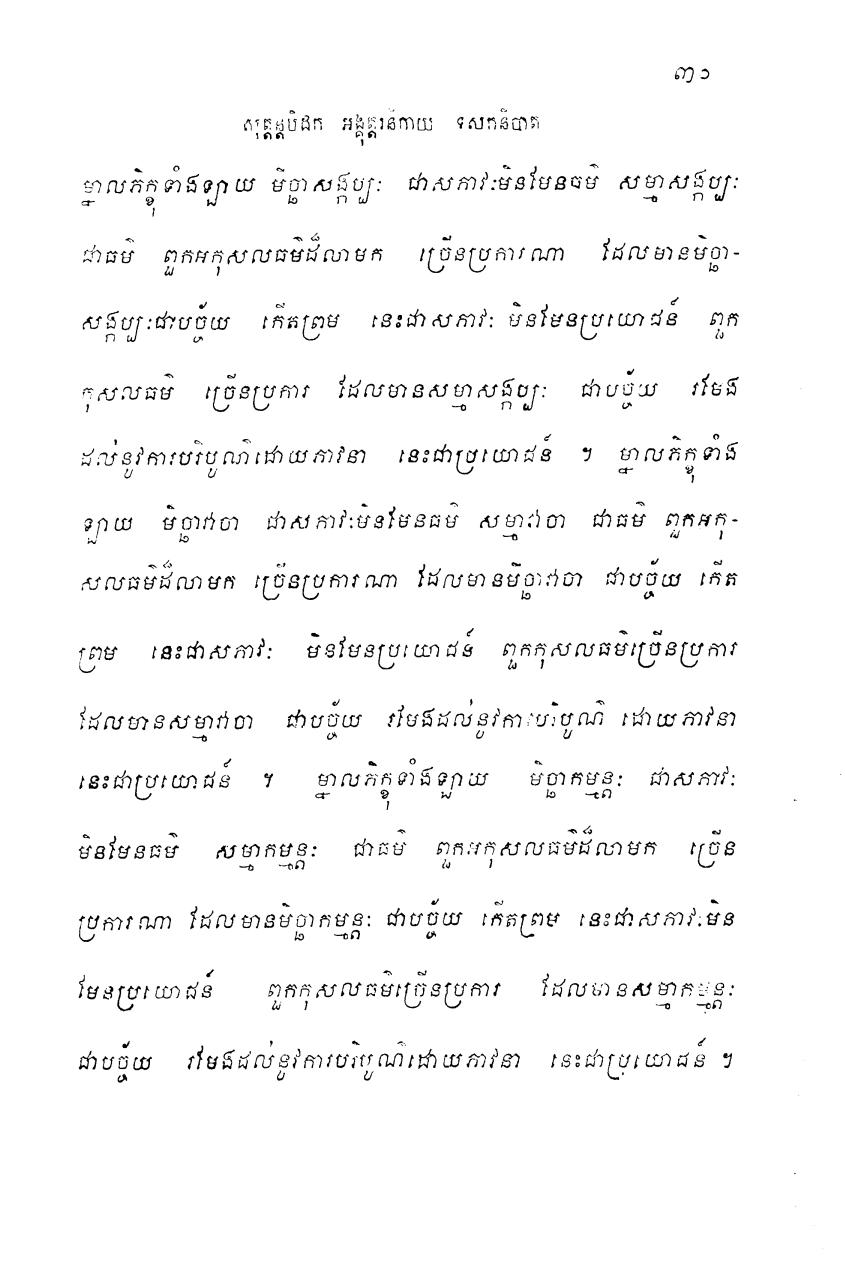 ៣១
សុត្តន្តបិដក អង្គុត្តរនិកាយ ទសកនិបាត
ម្នាលភិក្ខុទាំងឡាយ មិច្ឆាសង្កប្បៈ ជាសភាវៈមិនមែនធម៌ សម្មាសង្កប្បៈ
ជាធម៌ ពួកអកុសលធម៌ដ៏លាមក ច្រើនប្រការណា ដែលមានមិច្ឆា-
សង្កប្បៈជាបច្ច័យ កើតព្រម នេះជាសភាវៈ មិនមែនប្រយោជន៍ ពួក
កុសលធម៌ ច្រើនប្រការ ដែលមានសម្មាសង្កប្បៈ ជាបច្ច័យ រមែង
ដល់នូវការបរិបូណ៌ដោយភាវនា នេះជាប្រយោជន៍ ។ ម្នាលភិក្ខុទាំង
ឡាយ មិច្ឆាវាចា ជាសភាវៈមិនមែនធម៌ សម្មាវាចា ជាធម៌ ពួកអកុ-
សលធម៌ដ៏លាមក ច្រើនប្រការណា ដែលមានមិច្ឆាវាចា ជាបច្ច័យ កើត
ព្រម នេះជាសភាវៈ មិនមែនប្រយោជន៍ ពួកកុសលធម៌ច្រើនប្រការ
ដែលមានសម្មាវាចា ជាបច្ច័យ រមែងដល់នូវការបរិបូណ៌ ដោយភាវនា
នេះជាប្រយោជន៍ ។ ម្នាលភិក្ខុទាំងឡាយ មិច្ឆាកម្មន្តៈ ជាសភាវៈ
មិនមែនធម៌ សម្មាកម្មន្តៈ ជាធម៌ ពួកអកុសលធម៌ដ៏លាមក ច្រើន
ប្រការណា ដែលមានមិច្ឆាកម្មន្តៈ ជាបច្ច័យ កើតព្រម នេះជាសភាវៈមិន
មែនប្រយោជន៍ ពួកកុសលធម៌ច្រើនប្រការ ដែលមានសម្មាកម្មន្តៈ
ជាបច្ច័យ រមែងដល់នូវការបរិបូណ៌ដោយភាវនា នេះជាប្រយោជន៍ ។